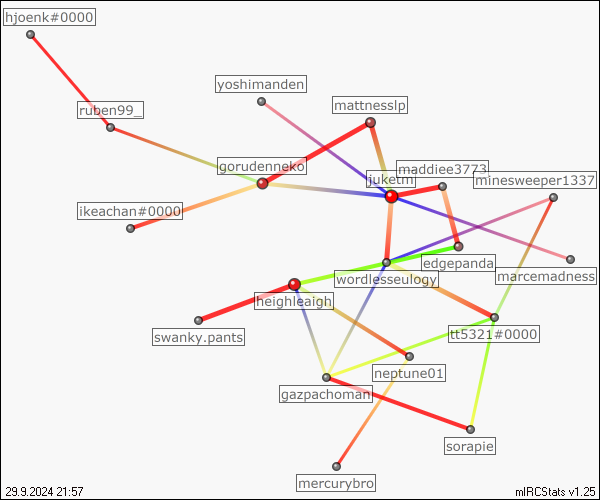 hjoenk#0000
yoshimanden
mattnesslp
ruben99_
gorudenneko
juketm
maddiee3773
minesweeper1337
ikeachan#0000
edgepanda
wordlesseulogy
marcemadness
heighleaigh
swanky.pants
tt5321#0000
neptune01
gazpachoman
sorapie
mercurybro
29.9.2024 21:57
mIRCStats v1.25